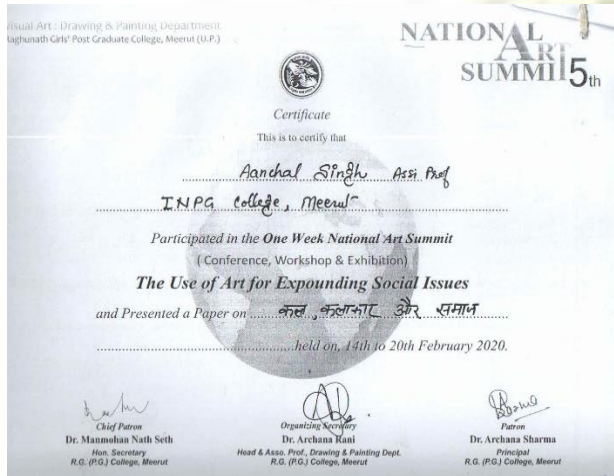 Visual Art : Drawing & Painting Department
Raghunath Girls' Post Graduate College, Meerut (U.P.)
NATIONAL
ART
SUMMIT 5th
Certificate
This is to certify that
Aanchal Singh Assi Prof
INPG College, Meerut
Participated in the One Week National Art Summit
( Conference, Workshop & Exhibition)
The Use of Art for Expounding Social Issues
and Presented a Paper on कला, कलाकार और समाज
held on, 14th to 20th February 2020.
Chief Patron
Dr. Manmohan Nath Seth
Hon. Secretary
R.G. (P.G.) College, Meerut
Organizing Secretary
Dr. Archana Rani
Head & Asso. Prof., Drawing & Painting Dept.
R.G. (P.G.) College, Meerut
Patron
Dr. Archana Sharma
Principal
R.G. (P.G.) College, Meerut